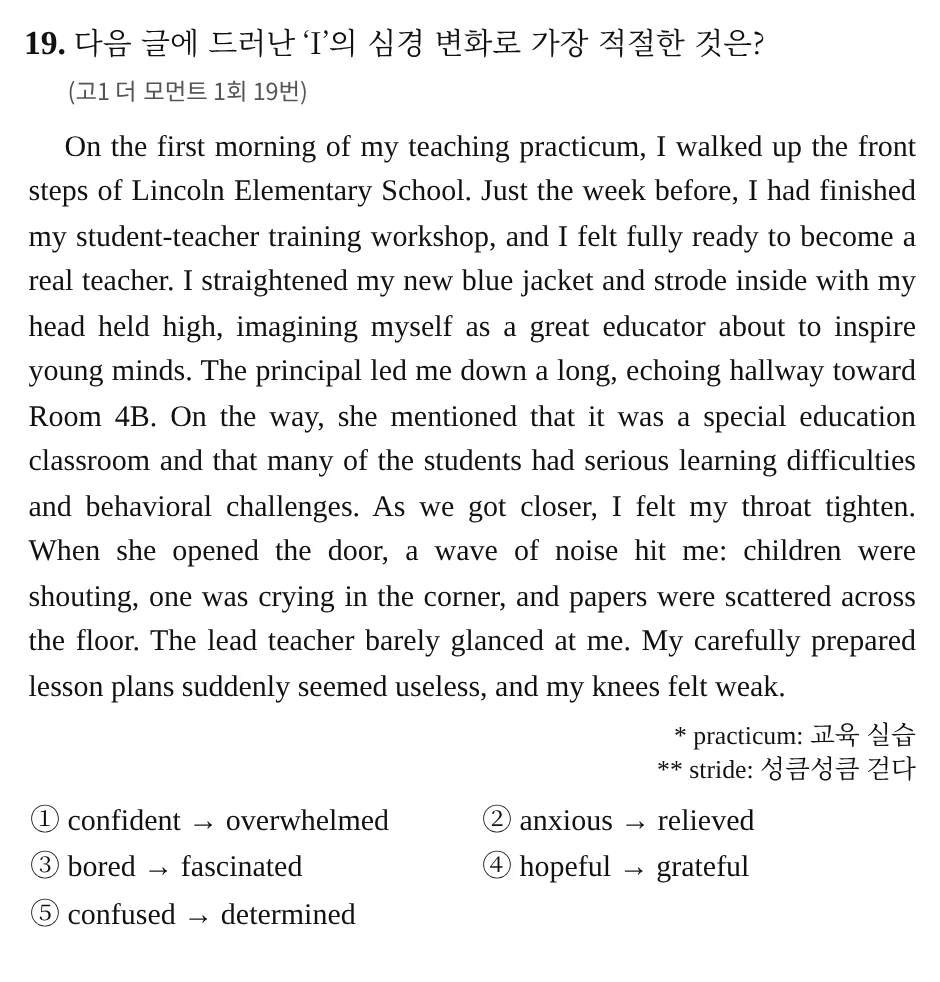 19. 다음 글에 드러난 ‘I’의 심경 변화로 가장 적절한 것은?
(고1 더 모먼트 1회 19번)
On the first morning of my teaching practicum, I walked up the front
steps of Lincoln Elementary School. Just the week before, I had finished
my student-teacher training workshop, and I felt fully ready to become a
real teacher. I straightened my new blue jacket and strode inside with my
head held high, imagining myself as a great educator about to inspire
young minds. The principal led me down a long, echoing hallway toward
Room 4B. On the way, she mentioned that it was a special education
classroom and that many of the students had serious learning difficulties
and behavioral challenges. As we got closer, I felt my throat tighten.
When she opened the door, a wave of noise hit me: children were
shouting, one was crying in the corner, and papers were scattered across
the floor. The lead teacher barely glanced at me. My carefully prepared
lesson plans suddenly seemed useless, and my knees felt weak.
* practicum: 교육 실습
** stride: 성큼성큼 걷다
① confident → overwhelmed ② anxious → relieved
③ bored → fascinated ④ hopeful → grateful
⑤ confused → determined